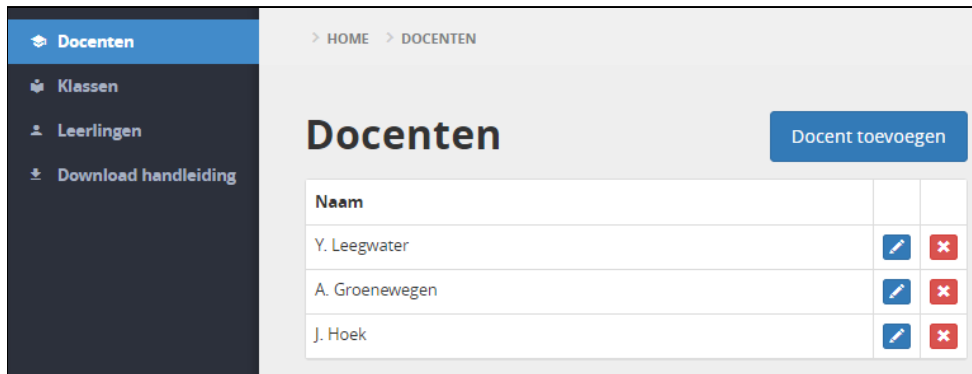 Docenten
Klassen
Leerlingen
Download handleiding
> HOME > DOCENTEN
Docenten
Docent toevoegen
Naam
Y. Leegwater
A. Groenewegen
J. Hoek